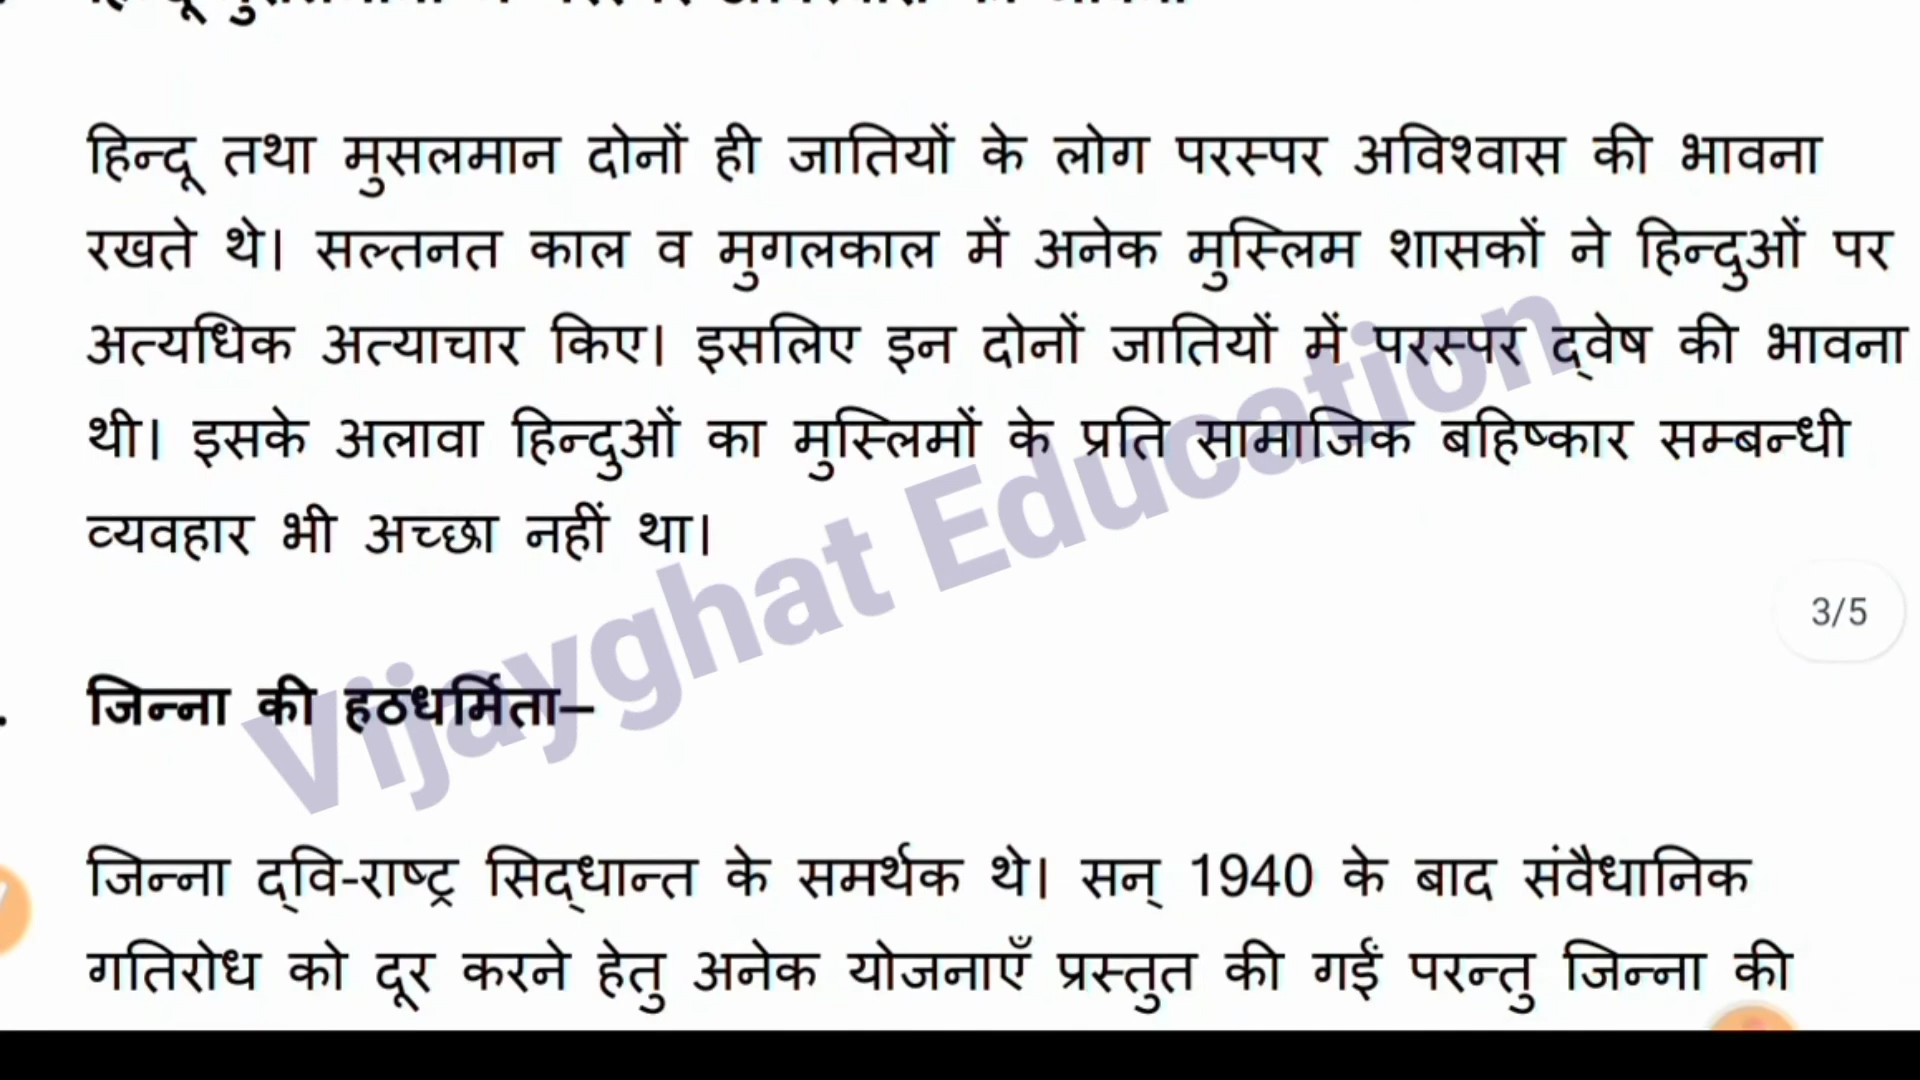 हिन्दू तथा मुसलमान दोनों ही जातियों के लोग परस्पर अविश्वास की भावना
रखते थे। सल्तनत काल व मुगलकाल में अनेक मुस्लिम शासकों ने हिन्दुओं पर
अत्यधिक अत्याचार किए। इसलिए इन दोनों जातियों में परस्पर द्वेष की भावना
थी। इसके अलावा हिन्दुओं का मुस्लिमों के प्रति सामाजिक बहिष्कार सम्बन्धी
व्यवहार भी अच्छा नहीं था।
Vijayghat Education
3/5
जिन्ना की हठधर्मिता–
जिन्ना द्वि-राष्ट्र सिद्धान्त के समर्थक थे। सन् 1940 के बाद संवैधानिक
गतिरोध को दूर करने हेतु अनेक योजनाएँ प्रस्तुत की गईं परन्तु जिन्ना की